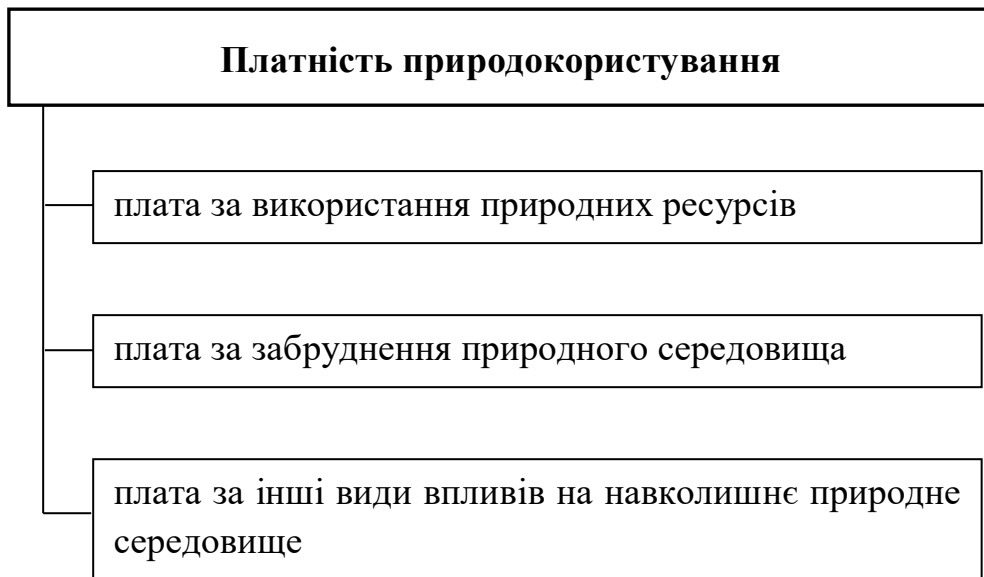 Платність природокористування
плата за використання природних ресурсів
плата за забруднення природного середовища
плата за інші види впливів на навколишнє природне
середовище